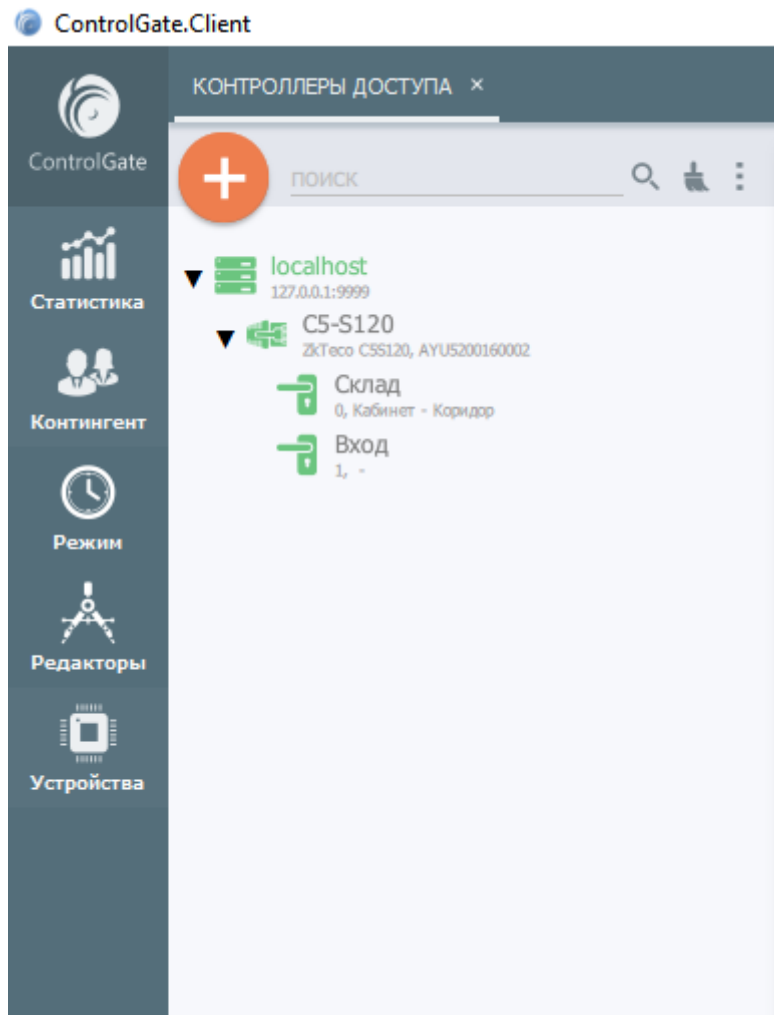 ControlGate.Client
КОНТРОЛЛЕРЫ ДОСТУПА ×
ControlGate
ПОИСК
Статистика
Контингент
Режим
Редакторы
Устройства
localhost
127.0.0.1:9999
C5-S120
ZkTeco C5S120, AYU5200160002
Склад
0, Кабинет - Коридор
Вход
1, -